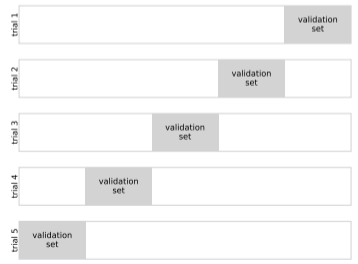 trial 1
validation
set
trial 2
validation
set
trial 3
validation
set
trial 4
validation
set
trial 5
validation
set